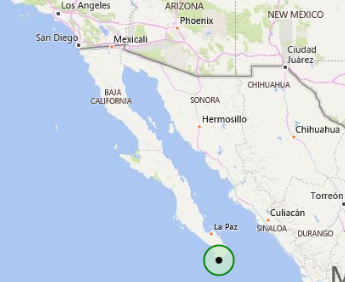 Los Angeles
ARIZONA
NEW MEXICO
Phoenix
San Diego
Mexicali
Ciudad
Juárez
BAJA
CALIFORNIA
SONORA
CHIHUAHUA
Hermosillo
Chihuahua
Torreón
La Paz
Culiacán
SINALOA
DURANGO
M